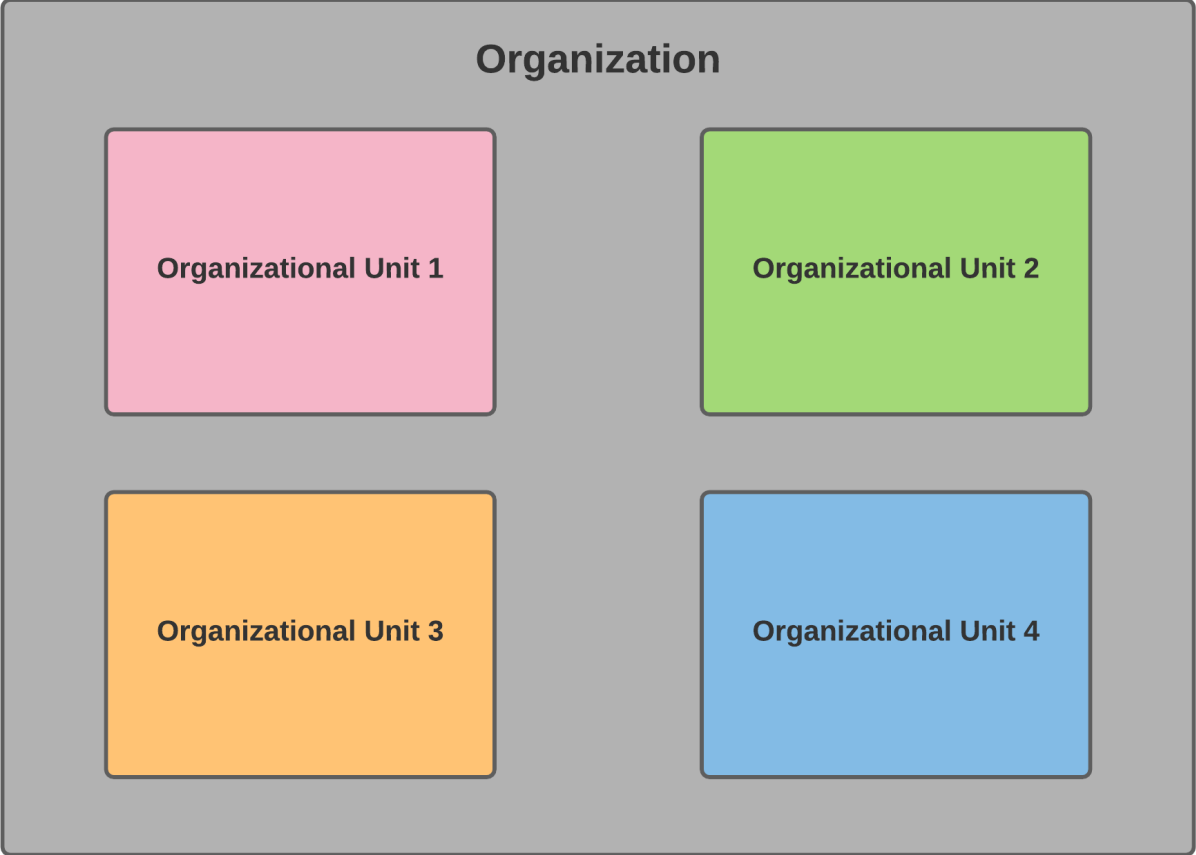 Organization
Organizational Unit 1
Organizational Unit 2
Organizational Unit 3
Organizational Unit 4